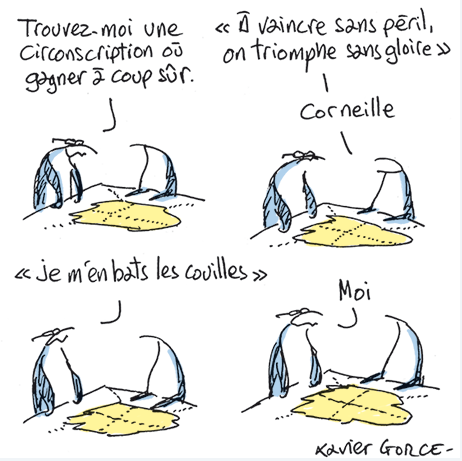 Trouvez-moi une
circonscription où
gagner à coup sûr.
« À vaincre sans péril,
on triomphe sans gloire »
Corneille
« Je m'en bats les couilles »
Moi
Xavier GORCE-